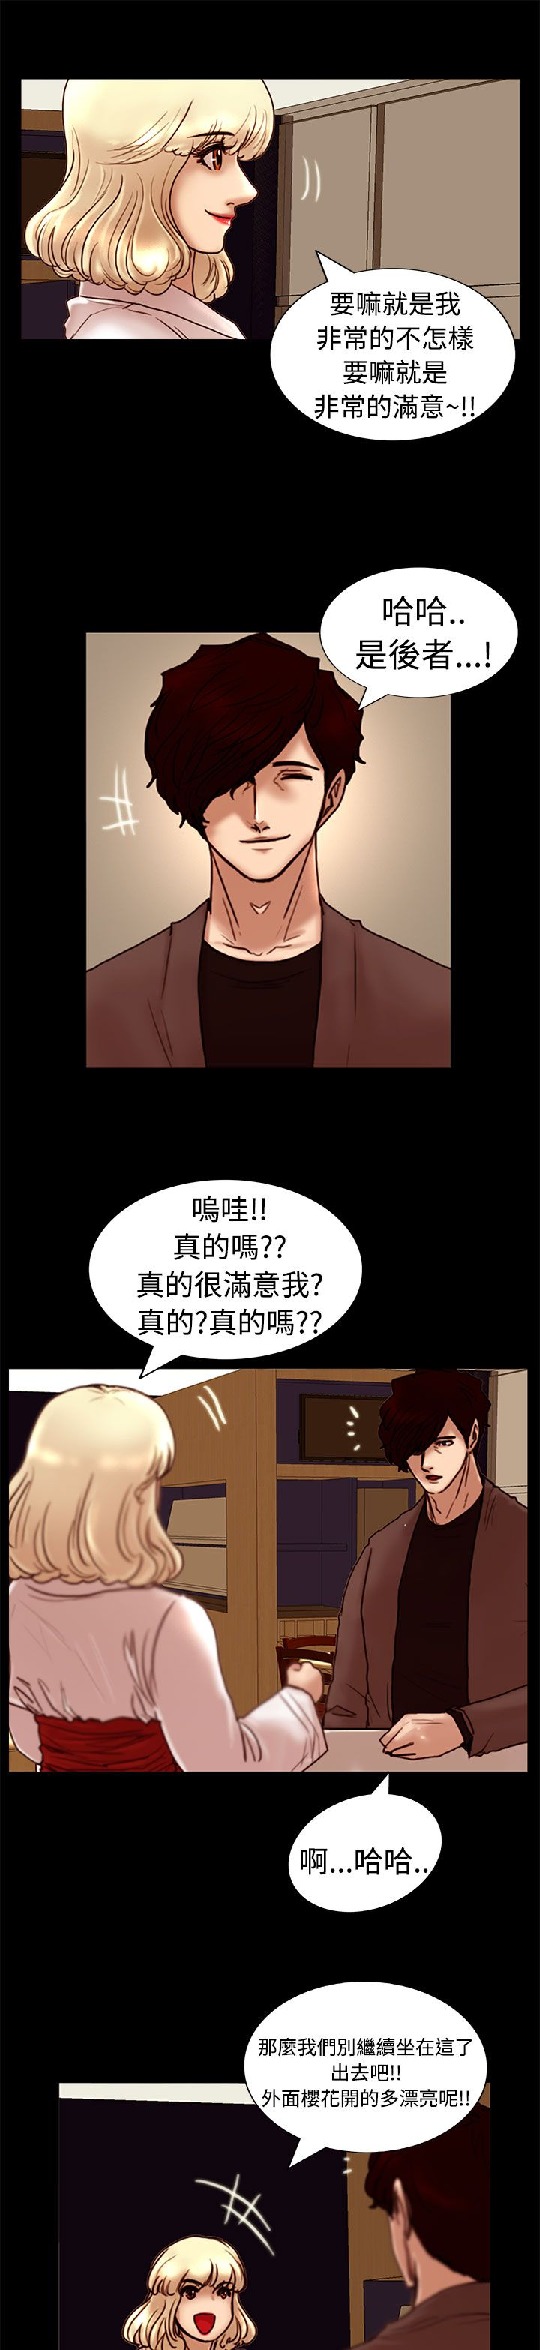 要嘛就是我
非常的不怎樣
要嘛就是
非常的滿意~!!
哈哈..
是後者...!
嗚哇!!
真的嗎??
真的很滿意我?
真的?真的嗎??
啊...哈哈..
那麼我們別繼續坐在這了
出去吧!!
外面櫻花開的多漂亮呢!!